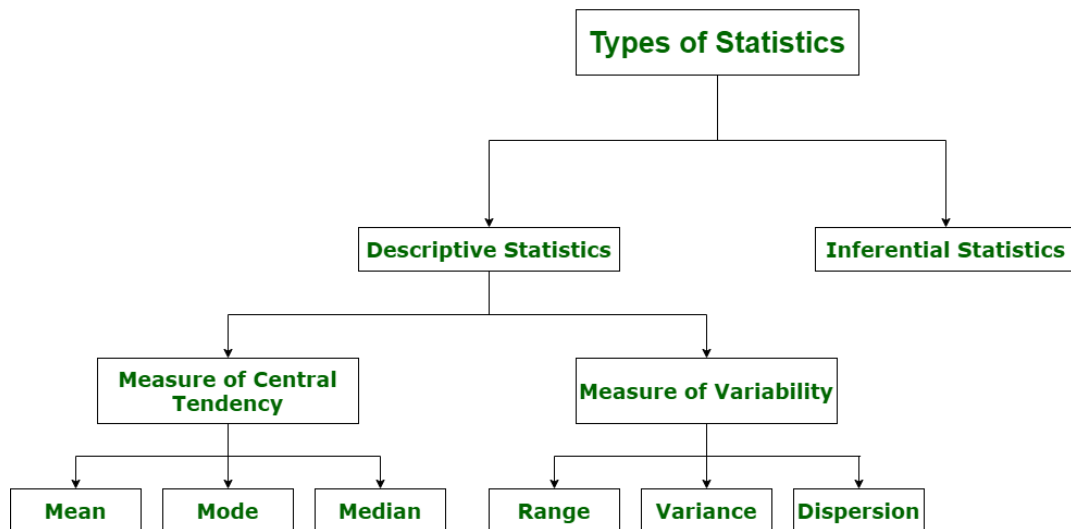 Types of Statistics
Descriptive Statistics
Inferential Statistics
Measure of Central
Tendency
Measure of Variability
Mean
Mode
Median
Range
Variance
Dispersion